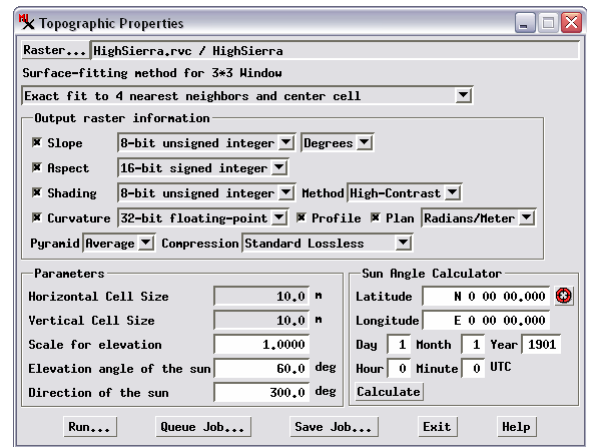 Topographic Properties
Raster... HighSierra.rvc / HighSierra
Surface-fitting method for 3*3 Window
Exact fit to 4 nearest neighbors and center cell
Output raster information
Slope 8-bit unsigned integer Degrees
Aspect 16-bit signed integer
Shading 8-bit unsigned integer Method High-Contrast
Curvature 32-bit floating-point Profile Plan Radians/Meter
Pyramid Average Compression Standard Lossless
Parameters
Horizontal Cell Size 10.0 m
Vertical Cell Size 10.0 m
Scale for elevation 1.0000
Elevation angle of the sun 60.0 deg
Direction of the sun 300.0 deg
Sun Angle Calculator
Latitude N 0 00 00.000
Longitude E 0 00 00.000
Day 1 Month 1 Year 1901
Hour 0 Minute 0 UTC
Calculate
Run... Queue Job... Save Job... Exit Help